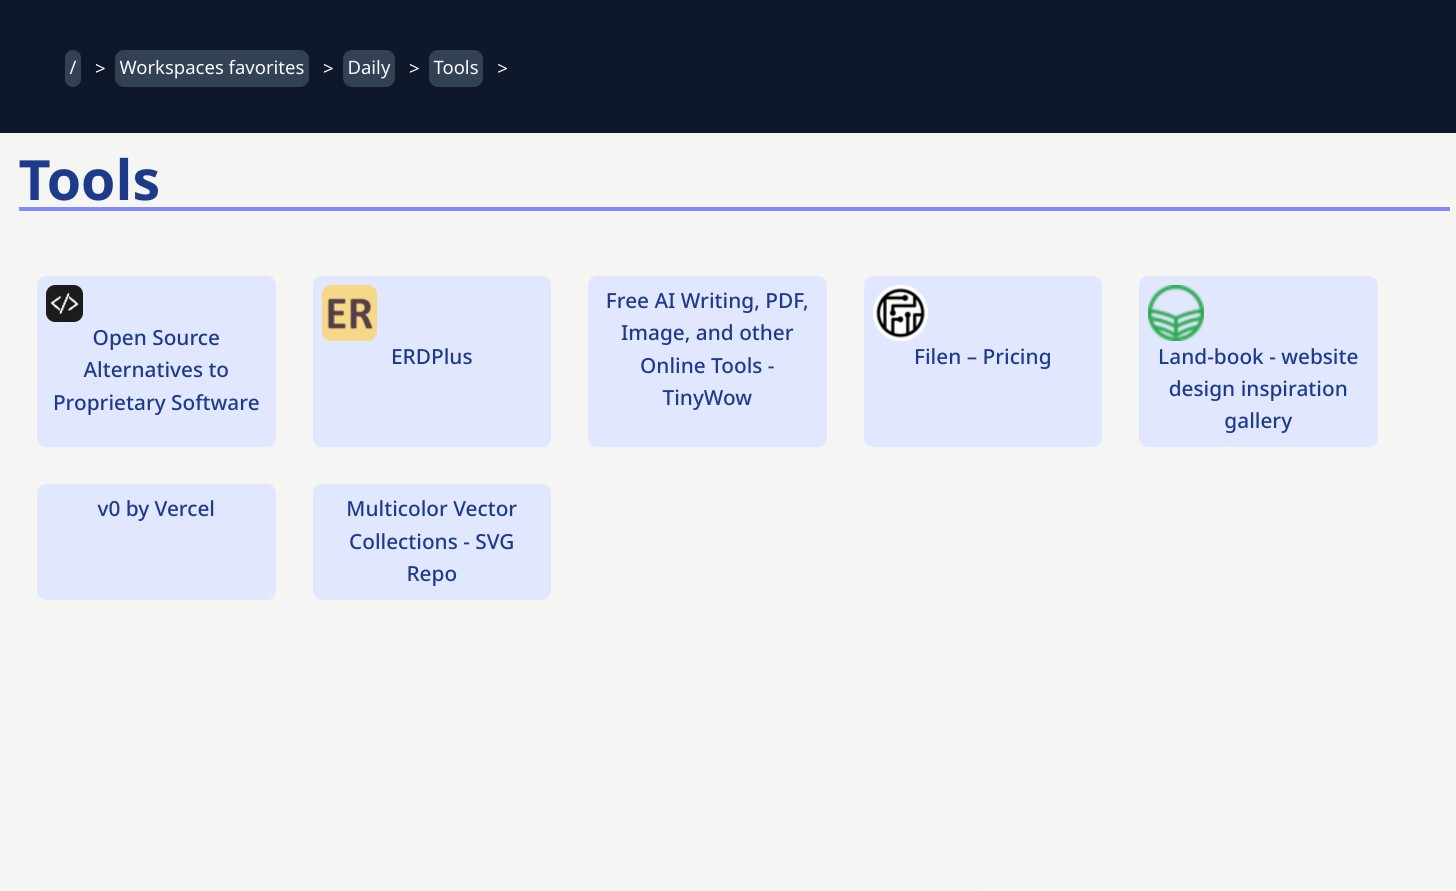 / > Workspaces favorites > Daily > Tools >
Tools
</>
Open Source
Alternatives to
Proprietary Software
ER
ERDPlus
Free AI Writing, PDF,
Image, and other
Online Tools -
TinyWow
Filen – Pricing
Land-book - website
design inspiration
gallery
v0 by Vercel
Multicolor Vector
Collections - SVG
Repo